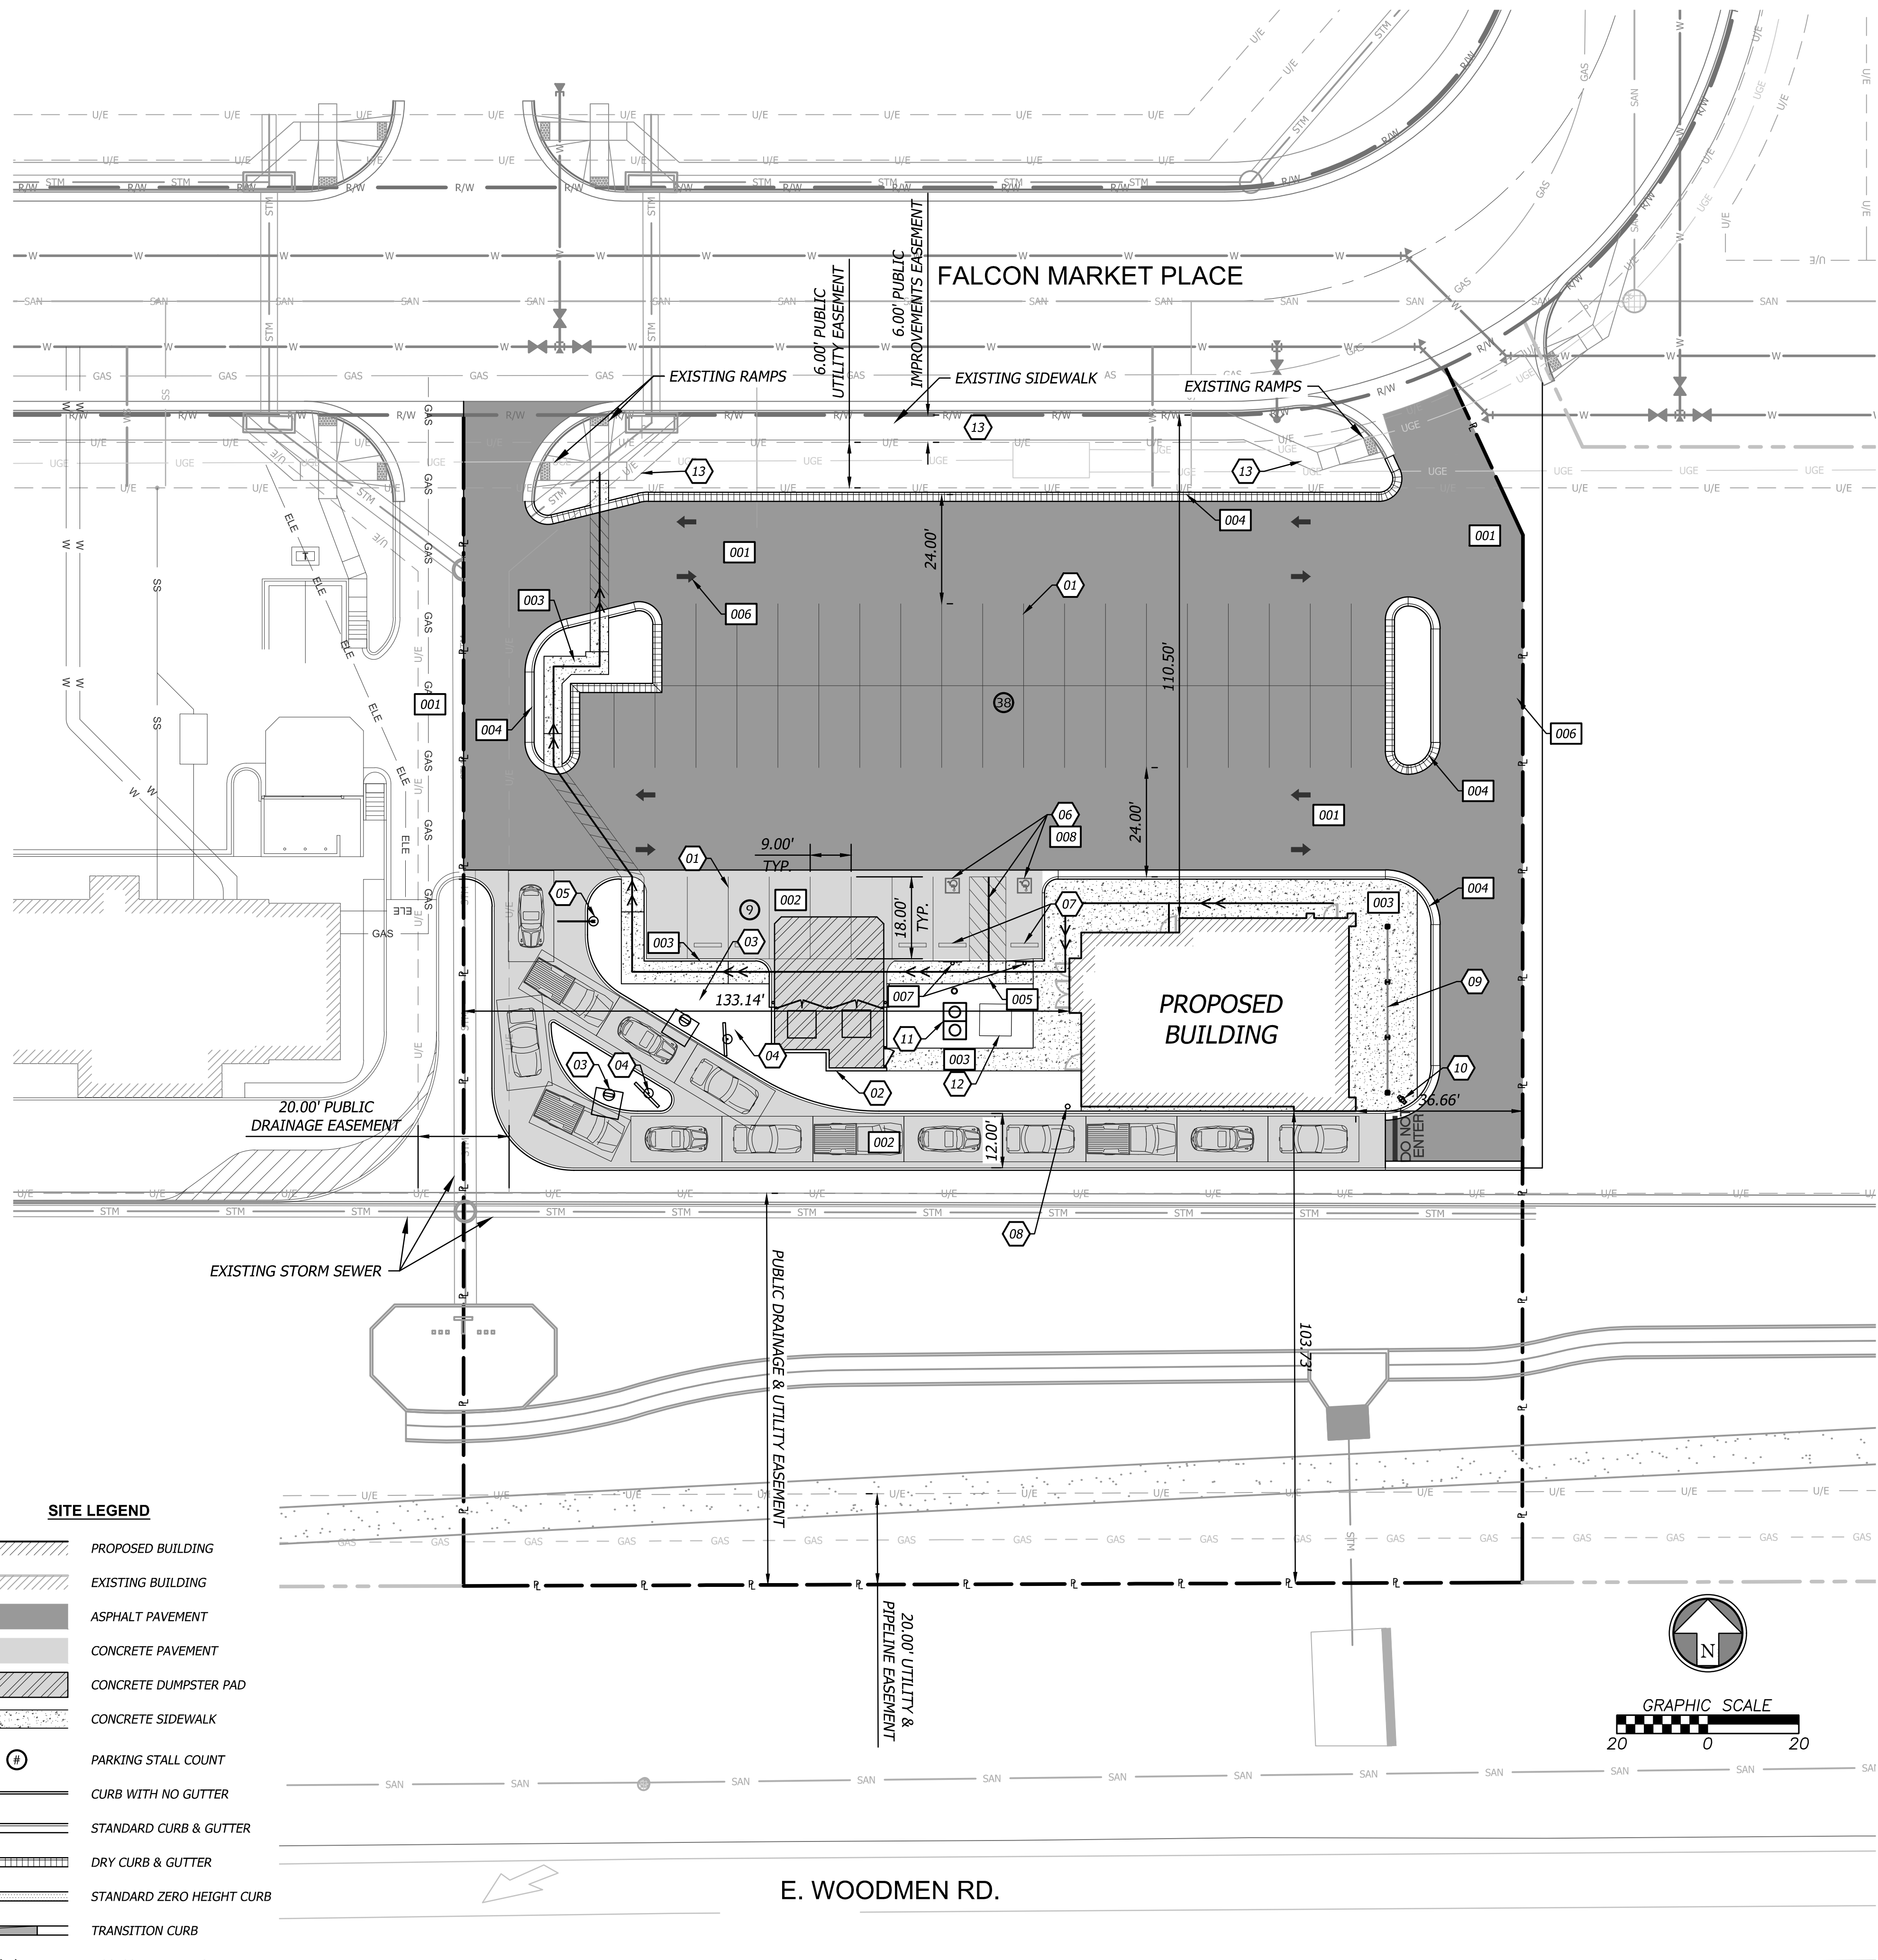 FALCON MARKET PLACE
6.00' PUBLIC
UTILITY EASEMENT
6.00' PUBLIC
IMPROVEMENTS EASEMENT
EXISTING RAMPS
EXISTING SIDEWALK
EXISTING RAMPS
13
13
13
004
001
001
24.00'
003
006
01
110.50'
38
001
004
006
004
24.00'
001
06
008
9.00'
TYP.
01
05
002
9
18.00'
TYP.
07
004
003
003
03
133.14'
007
005
PROPOSED
BUILDING
09
11
04
003
12
02
03
04
10
36.66'
20.00' PUBLIC
DRAINAGE EASEMENT
002
12.00'
DO NOT
ENTER
08
EXISTING STORM SEWER
PUBLIC DRAINAGE & UTILITY EASEMENT
103.73'
20.00' UTILITY &
PIPELINE EASEMENT
SITE LEGEND
PROPOSED BUILDING
EXISTING BUILDING
ASPHALT PAVEMENT
CONCRETE PAVEMENT
CONCRETE DUMPSTER PAD
CONCRETE SIDEWALK
# PARKING STALL COUNT
CURB WITH NO GUTTER
STANDARD CURB & GUTTER
DRY CURB & GUTTER
STANDARD ZERO HEIGHT CURB
TRANSITION CURB
N
GRAPHIC SCALE
20 0 20
E. WOODMEN RD.